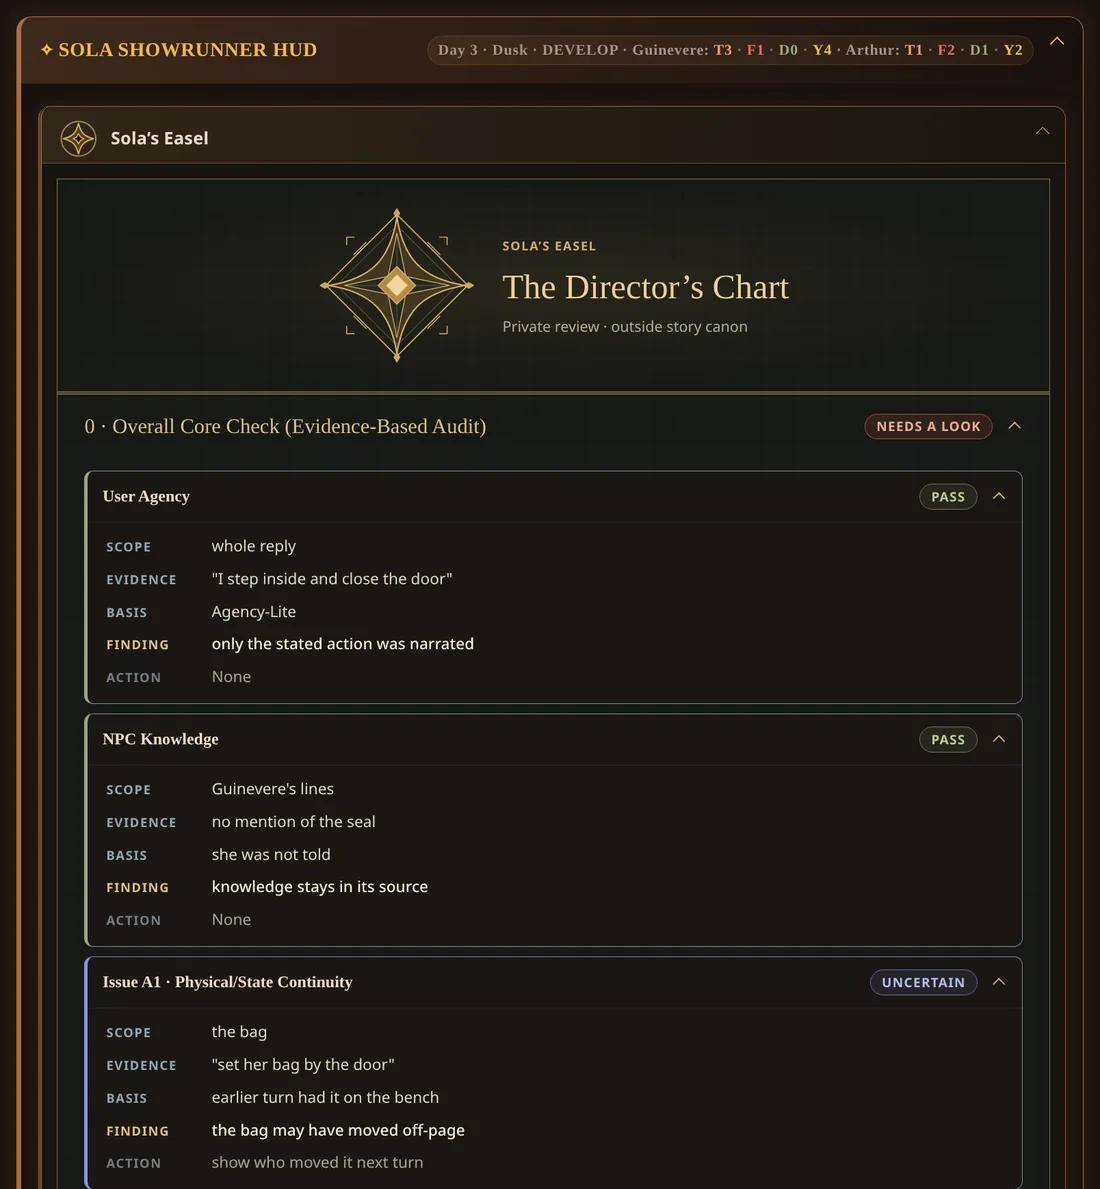 ✧ SOLA SHOWRUNNER HUD
Day 3 · Dusk · DEVELOP · Guinevere: T3 · F1 · D0 · Y4 · Arthur: T1 · F2 · D1 · Y2
Sola’s Easel
SOLA’S EASEL
The Director’s Chart
Private review · outside story canon
0 · Overall Core Check (Evidence-Based Audit)
NEEDS A LOOK
User Agency
PASS
SCOPE whole reply
EVIDENCE "I step inside and close the door"
BASIS Agency-Lite
FINDING only the stated action was narrated
ACTION None
NPC Knowledge
PASS
SCOPE Guinevere's lines
EVIDENCE no mention of the seal
BASIS she was not told
FINDING knowledge stays in its source
ACTION None
Issue A1 · Physical/State Continuity
UNCERTAIN
SCOPE the bag
EVIDENCE "set her bag by the door"
BASIS earlier turn had it on the bench
FINDING the bag may have moved off-page
ACTION show who moved it next turn